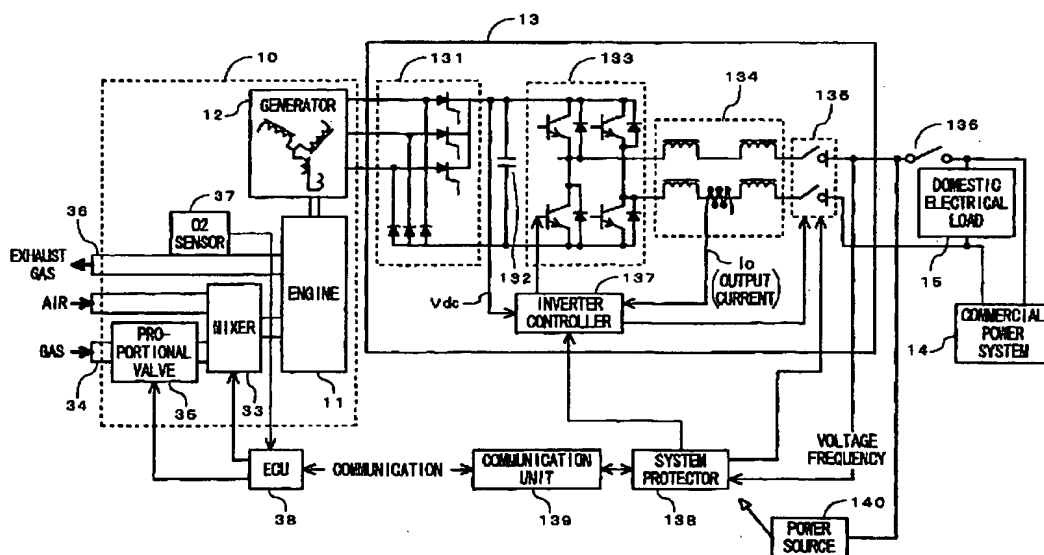 13
10
131
133
134
135
136
12
GENERATOR
DOMESTIC
ELECTRICAL
LOAD
37
36
O2
SENSOR
EXHAUST
GAS
ENGINE
132
137
Io
(OUTPUT
CURRENT)
15
AIR
MIXER
Vdc
INVERTER
CONTROLLER
COMMERCIAL
POWER
SYSTEM
14
GAS
PRO-
PORTIONAL
VALVE
34
35
33
11
VOLTAGE
FREQUENCY
ECU
COMMUNICATION
COMMUNICATION
UNIT
SYSTEM
PROTECTOR
38
139
138
140
POWER
SOURCE